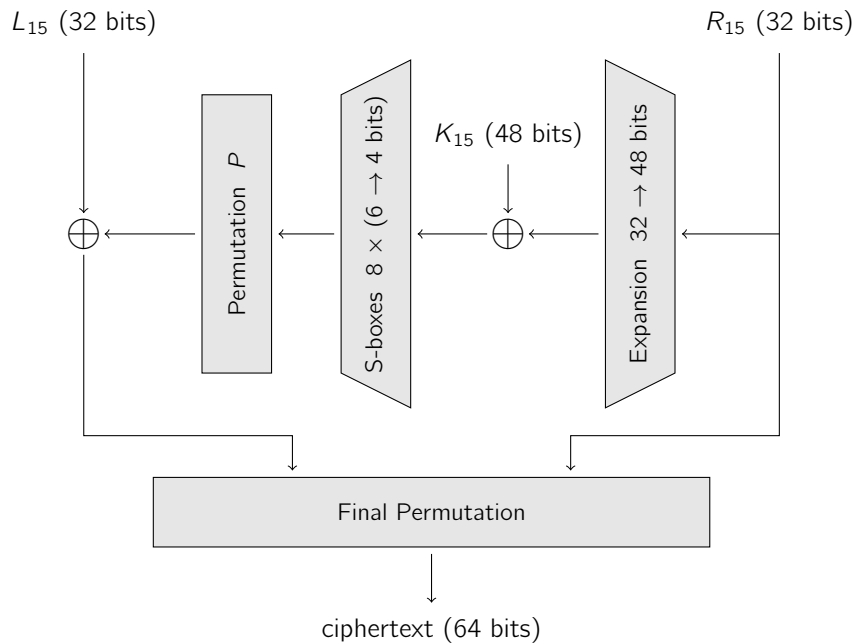 L₁₅ (32 bits)
R₁₅ (32 bits)
Permutation P
S-boxes 8 × (6 → 4 bits)
K₁₅ (48 bits)
Expansion 32 → 48 bits
Final Permutation
ciphertext (64 bits)